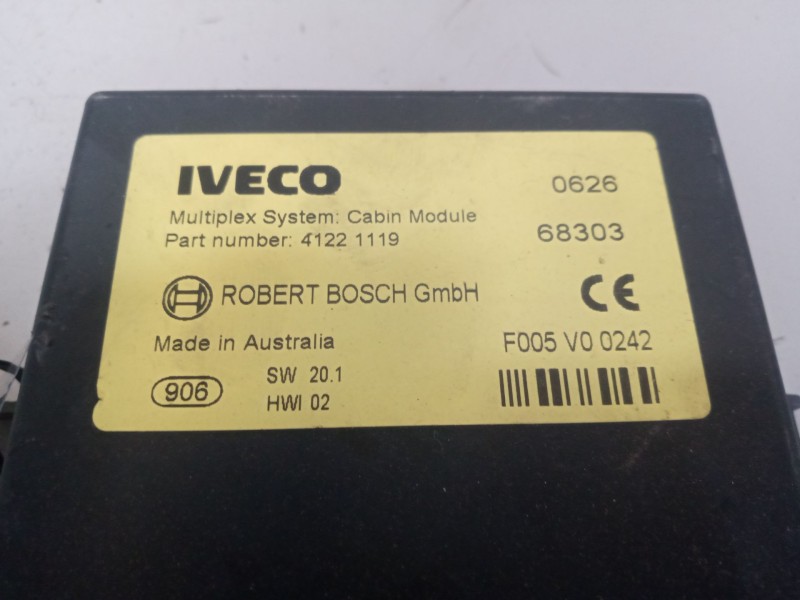 IVECO 0626
Multiplex System: Cabin Module
Part number: 4122 1119 68303
ROBERT BOSCH GmbH CE
Made in Australia F005 V0 0242
906 SW 20.1
HWI 02